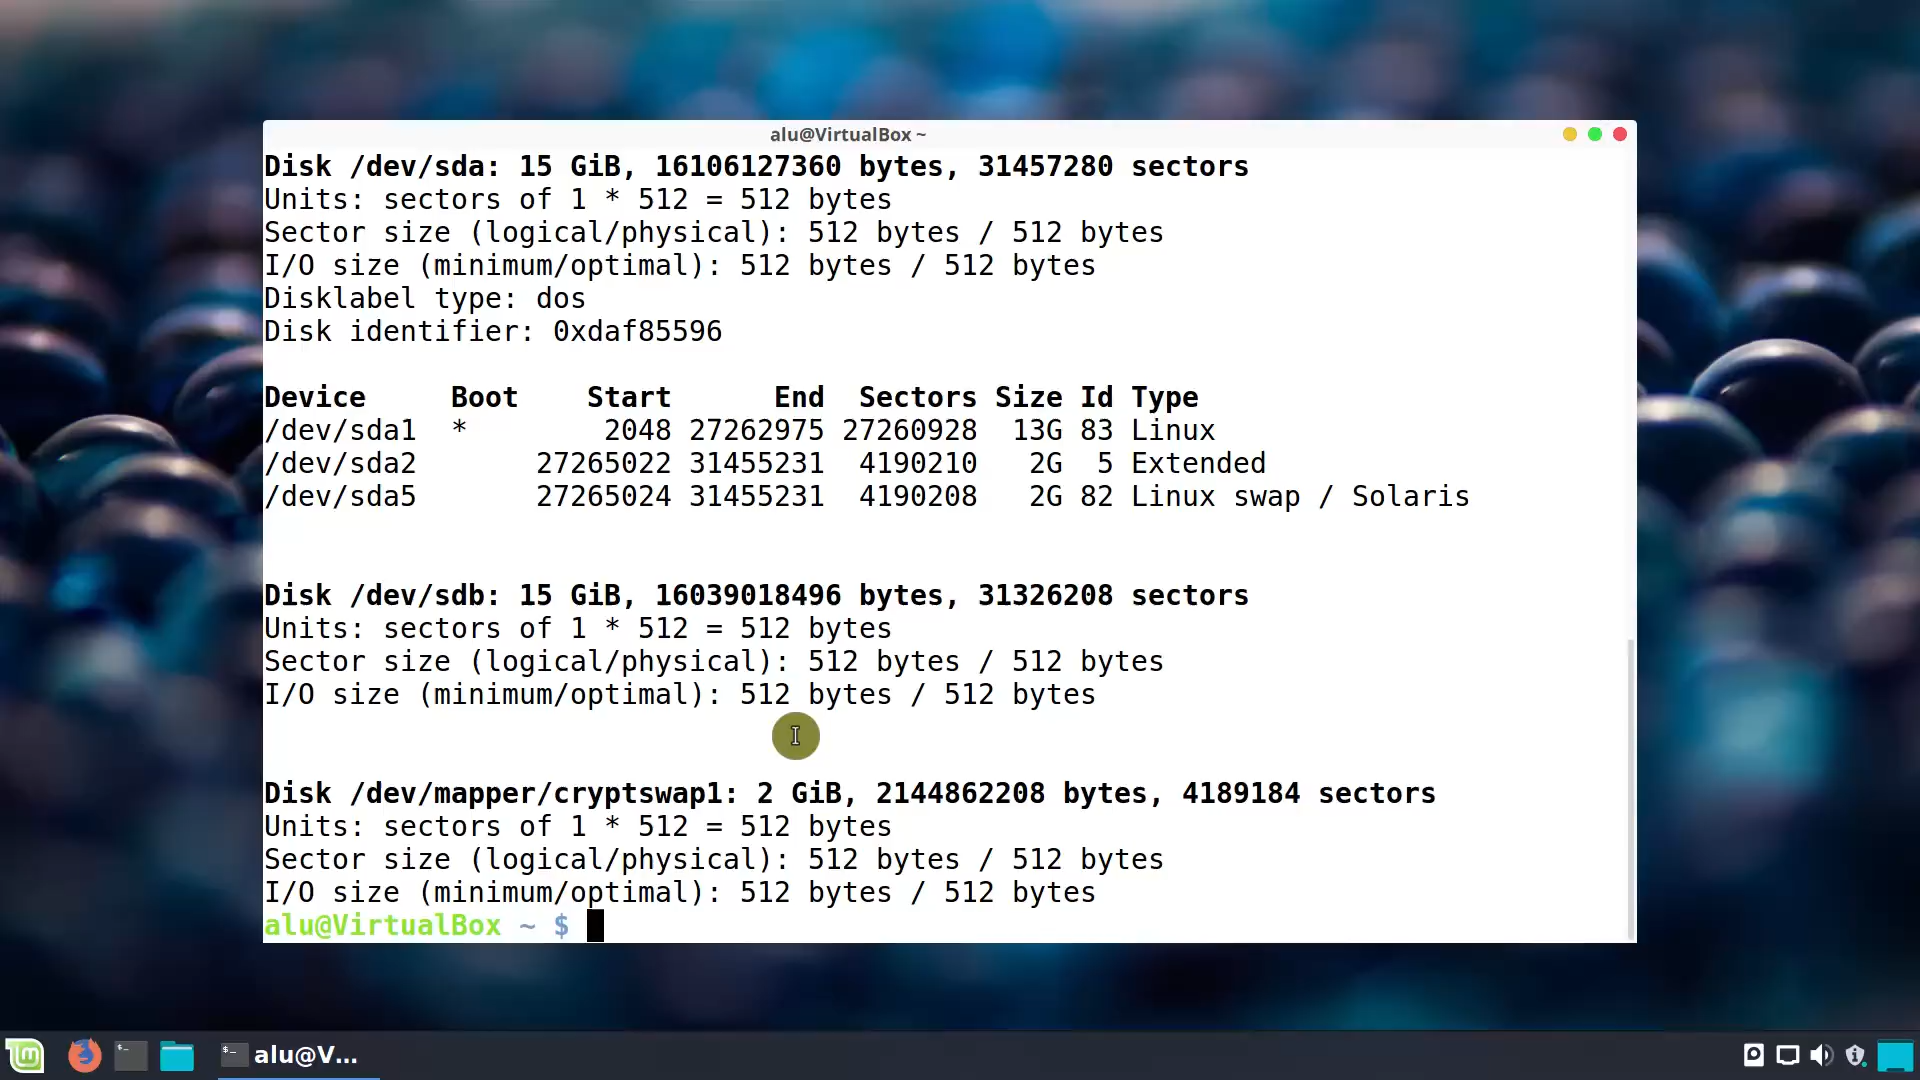 alu@VirtualBox ~
Disk /dev/sda: 15 GiB, 16106127360 bytes, 31457280 sectors
Units: sectors of 1 * 512 = 512 bytes
Sector size (logical/physical): 512 bytes / 512 bytes
I/O size (minimum/optimal): 512 bytes / 512 bytes
Disklabel type: dos
Disk identifier: 0xdaf85596
Device     Boot    Start      End  Sectors Size Id Type
/dev/sda1  *        2048 27262975 27260928  13G 83 Linux
/dev/sda2       27265022 31455231  4190210   2G  5 Extended
/dev/sda5       27265024 31455231  4190208   2G 82 Linux swap / Solaris
Disk /dev/sdb: 15 GiB, 16039018496 bytes, 31326208 sectors
Units: sectors of 1 * 512 = 512 bytes
Sector size (logical/physical): 512 bytes / 512 bytes
I/O size (minimum/optimal): 512 bytes / 512 bytes
Disk /dev/mapper/cryptswap1: 2 GiB, 2144862208 bytes, 4189184 sectors
Units: sectors of 1 * 512 = 512 bytes
Sector size (logical/physical): 512 bytes / 512 bytes
I/O size (minimum/optimal): 512 bytes / 512 bytes
alu@VirtualBox ~ $
alu@V...